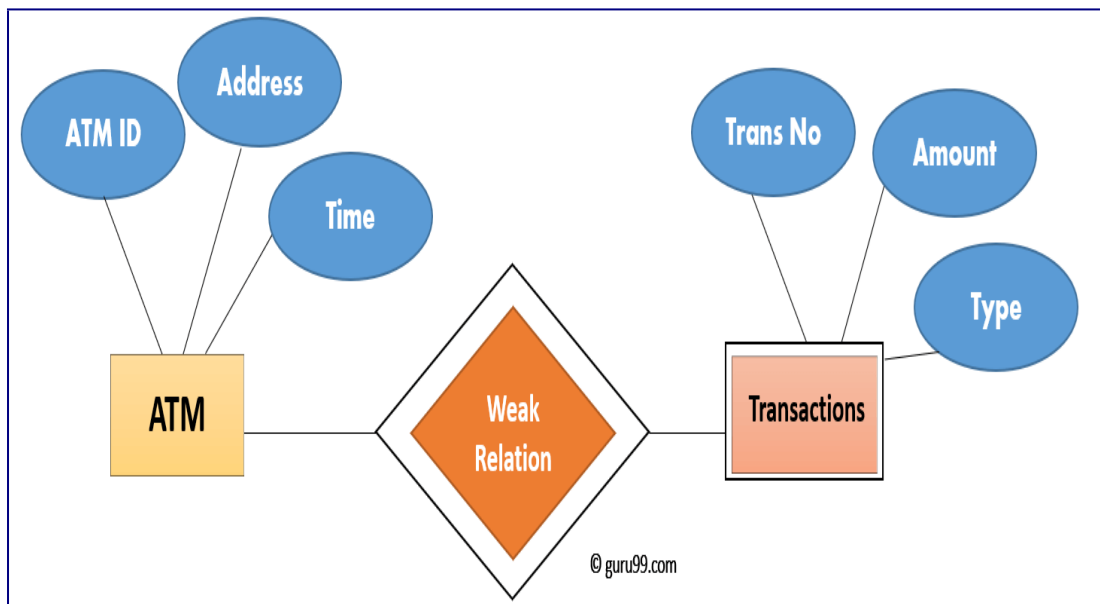 Address
ATM ID
Time
Trans No
Amount
Type
ATM
Weak
Relation
Transactions
© guru99.com